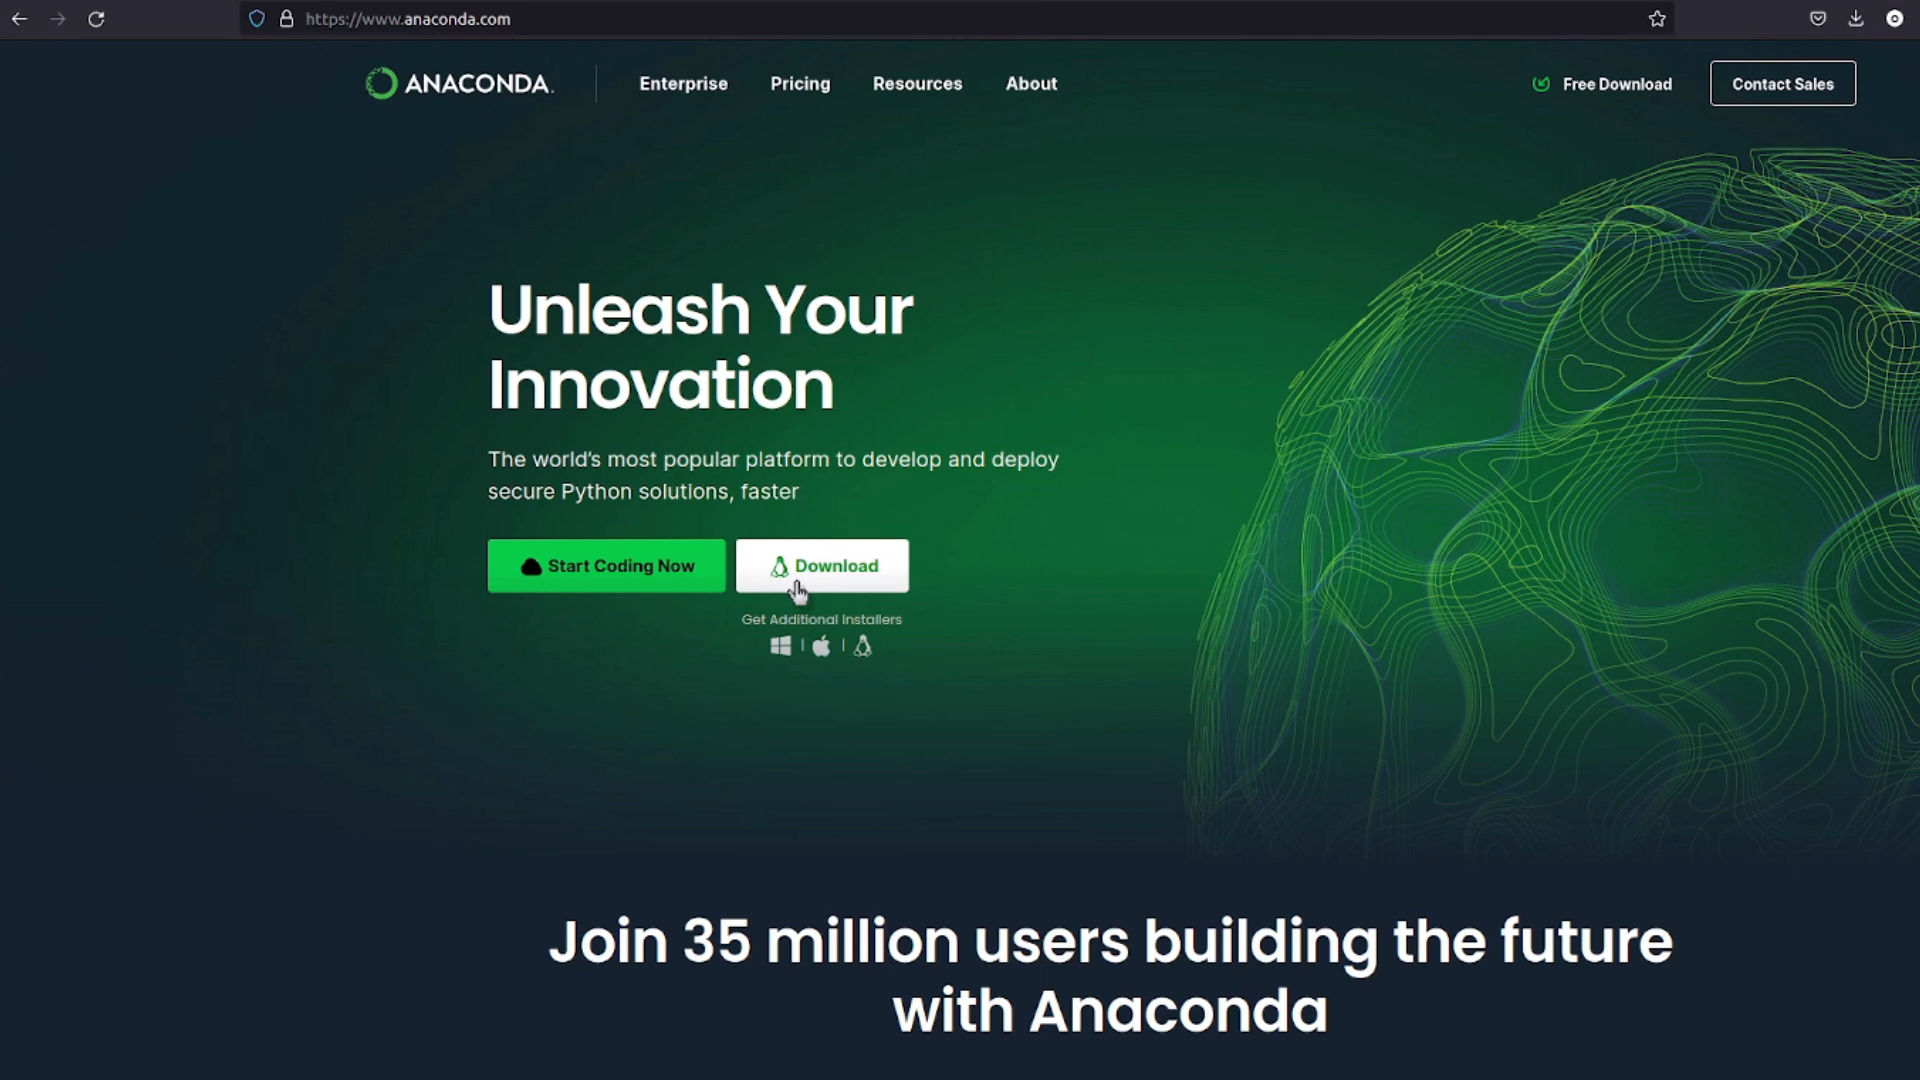 https://www.anaconda.com
ANACONDA.
Enterprise
Pricing
Resources
About
Free Download
Contact Sales
Unleash Your
Innovation
The world's most popular platform to develop and deploy
secure Python solutions, faster
Start Coding Now
Download
Get Additional Installers
Join 35 million users building the future
with Anaconda